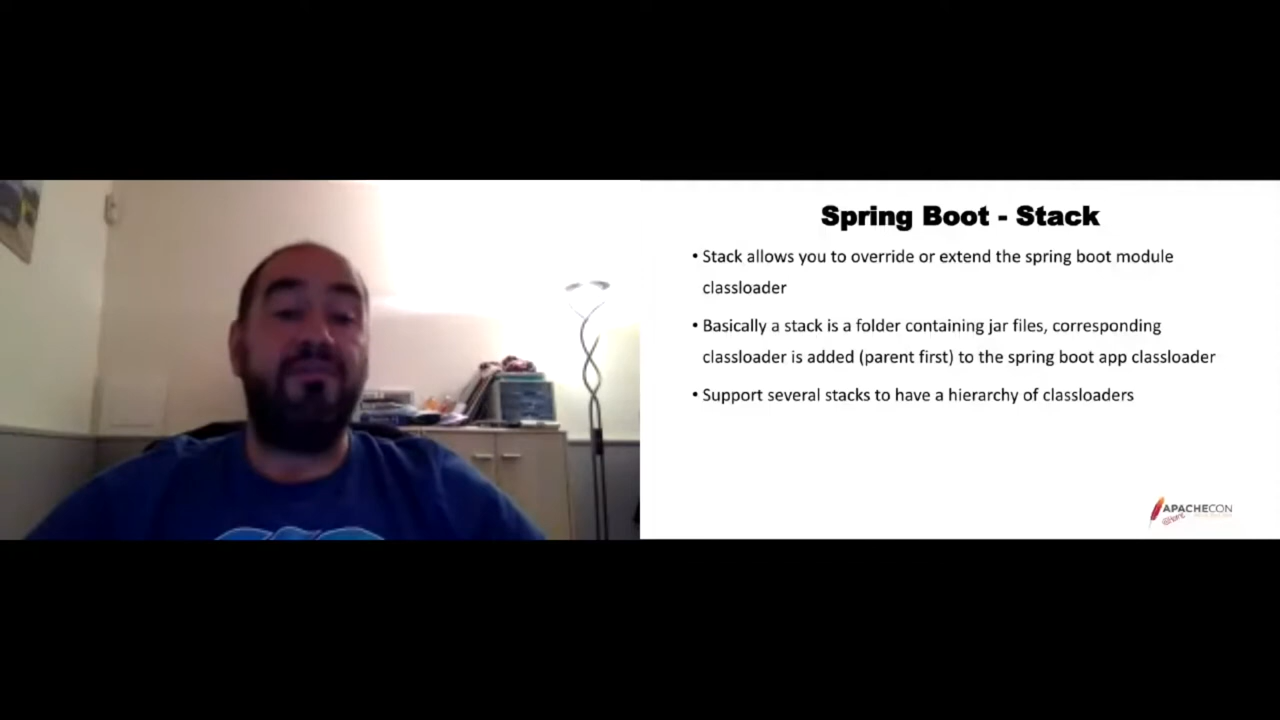 Spring Boot - Stack
• Stack allows you to override or extend the spring boot module
classloader
• Basically a stack is a folder containing jar files, corresponding
classloader is added (parent first) to the spring boot app classloader
• Support several stacks to have a hierarchy of classloaders
APACHECON
@Home